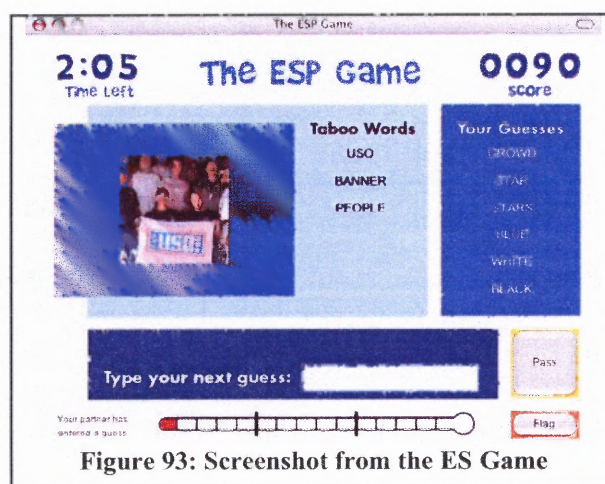 The ESP Game
2:05
Time Left
The ESP Game
0090
score
Taboo Words
USO
BANNER
PEOPLE
Your Guesses
CROWD
STAR
STARS
BLUE
WHITE
BLACK
Type your next guess:
Pass
Your partner has
entered a guess
Flag
Figure 93: Screenshot from the ES Game